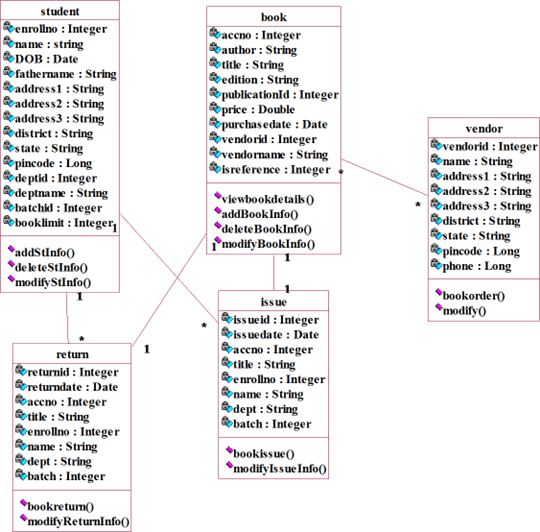 student
enrollno : Integer
name : string
DOB : Date
fathername : String
address1 : String
address2 : String
address3 : String
district : String
state : String
pincode : Long
deptid : Integer
deptname : String
batchid : Integer
booklimit : Integer
1
addStInfo()
deleteStInfo()
modifyStInfo()
1
*
book
accno : Integer
author : String
title : String
edition : String
publicationId : Integer
price : Double
purchasedate : Date
vendorid : Integer
vendorname : String
isreference : Integer
*
viewbookdetails()
addBookInfo()
deleteBookInfo()
modifyBookInfo()
1
1
vendor
vendorid : Integer
name : String
address1 : String
address2 : String
address3 : String
district : String
state : String
pincode : Long
phone : Long
*
bookorder()
modify()
return
1
returnid : Integer
returndate : Date
accno : Integer
title : String
enrollno : Integer
name : String
dept : String
batch : Integer
bookreturn()
modifyReturnInfo()
1
issue
*
issueid : Integer
issuedate : Date
accno : Integer
title : String
enrollno : Integer
name : String
dept : String
batch : Integer
bookissue()
modifyIssueInfo()